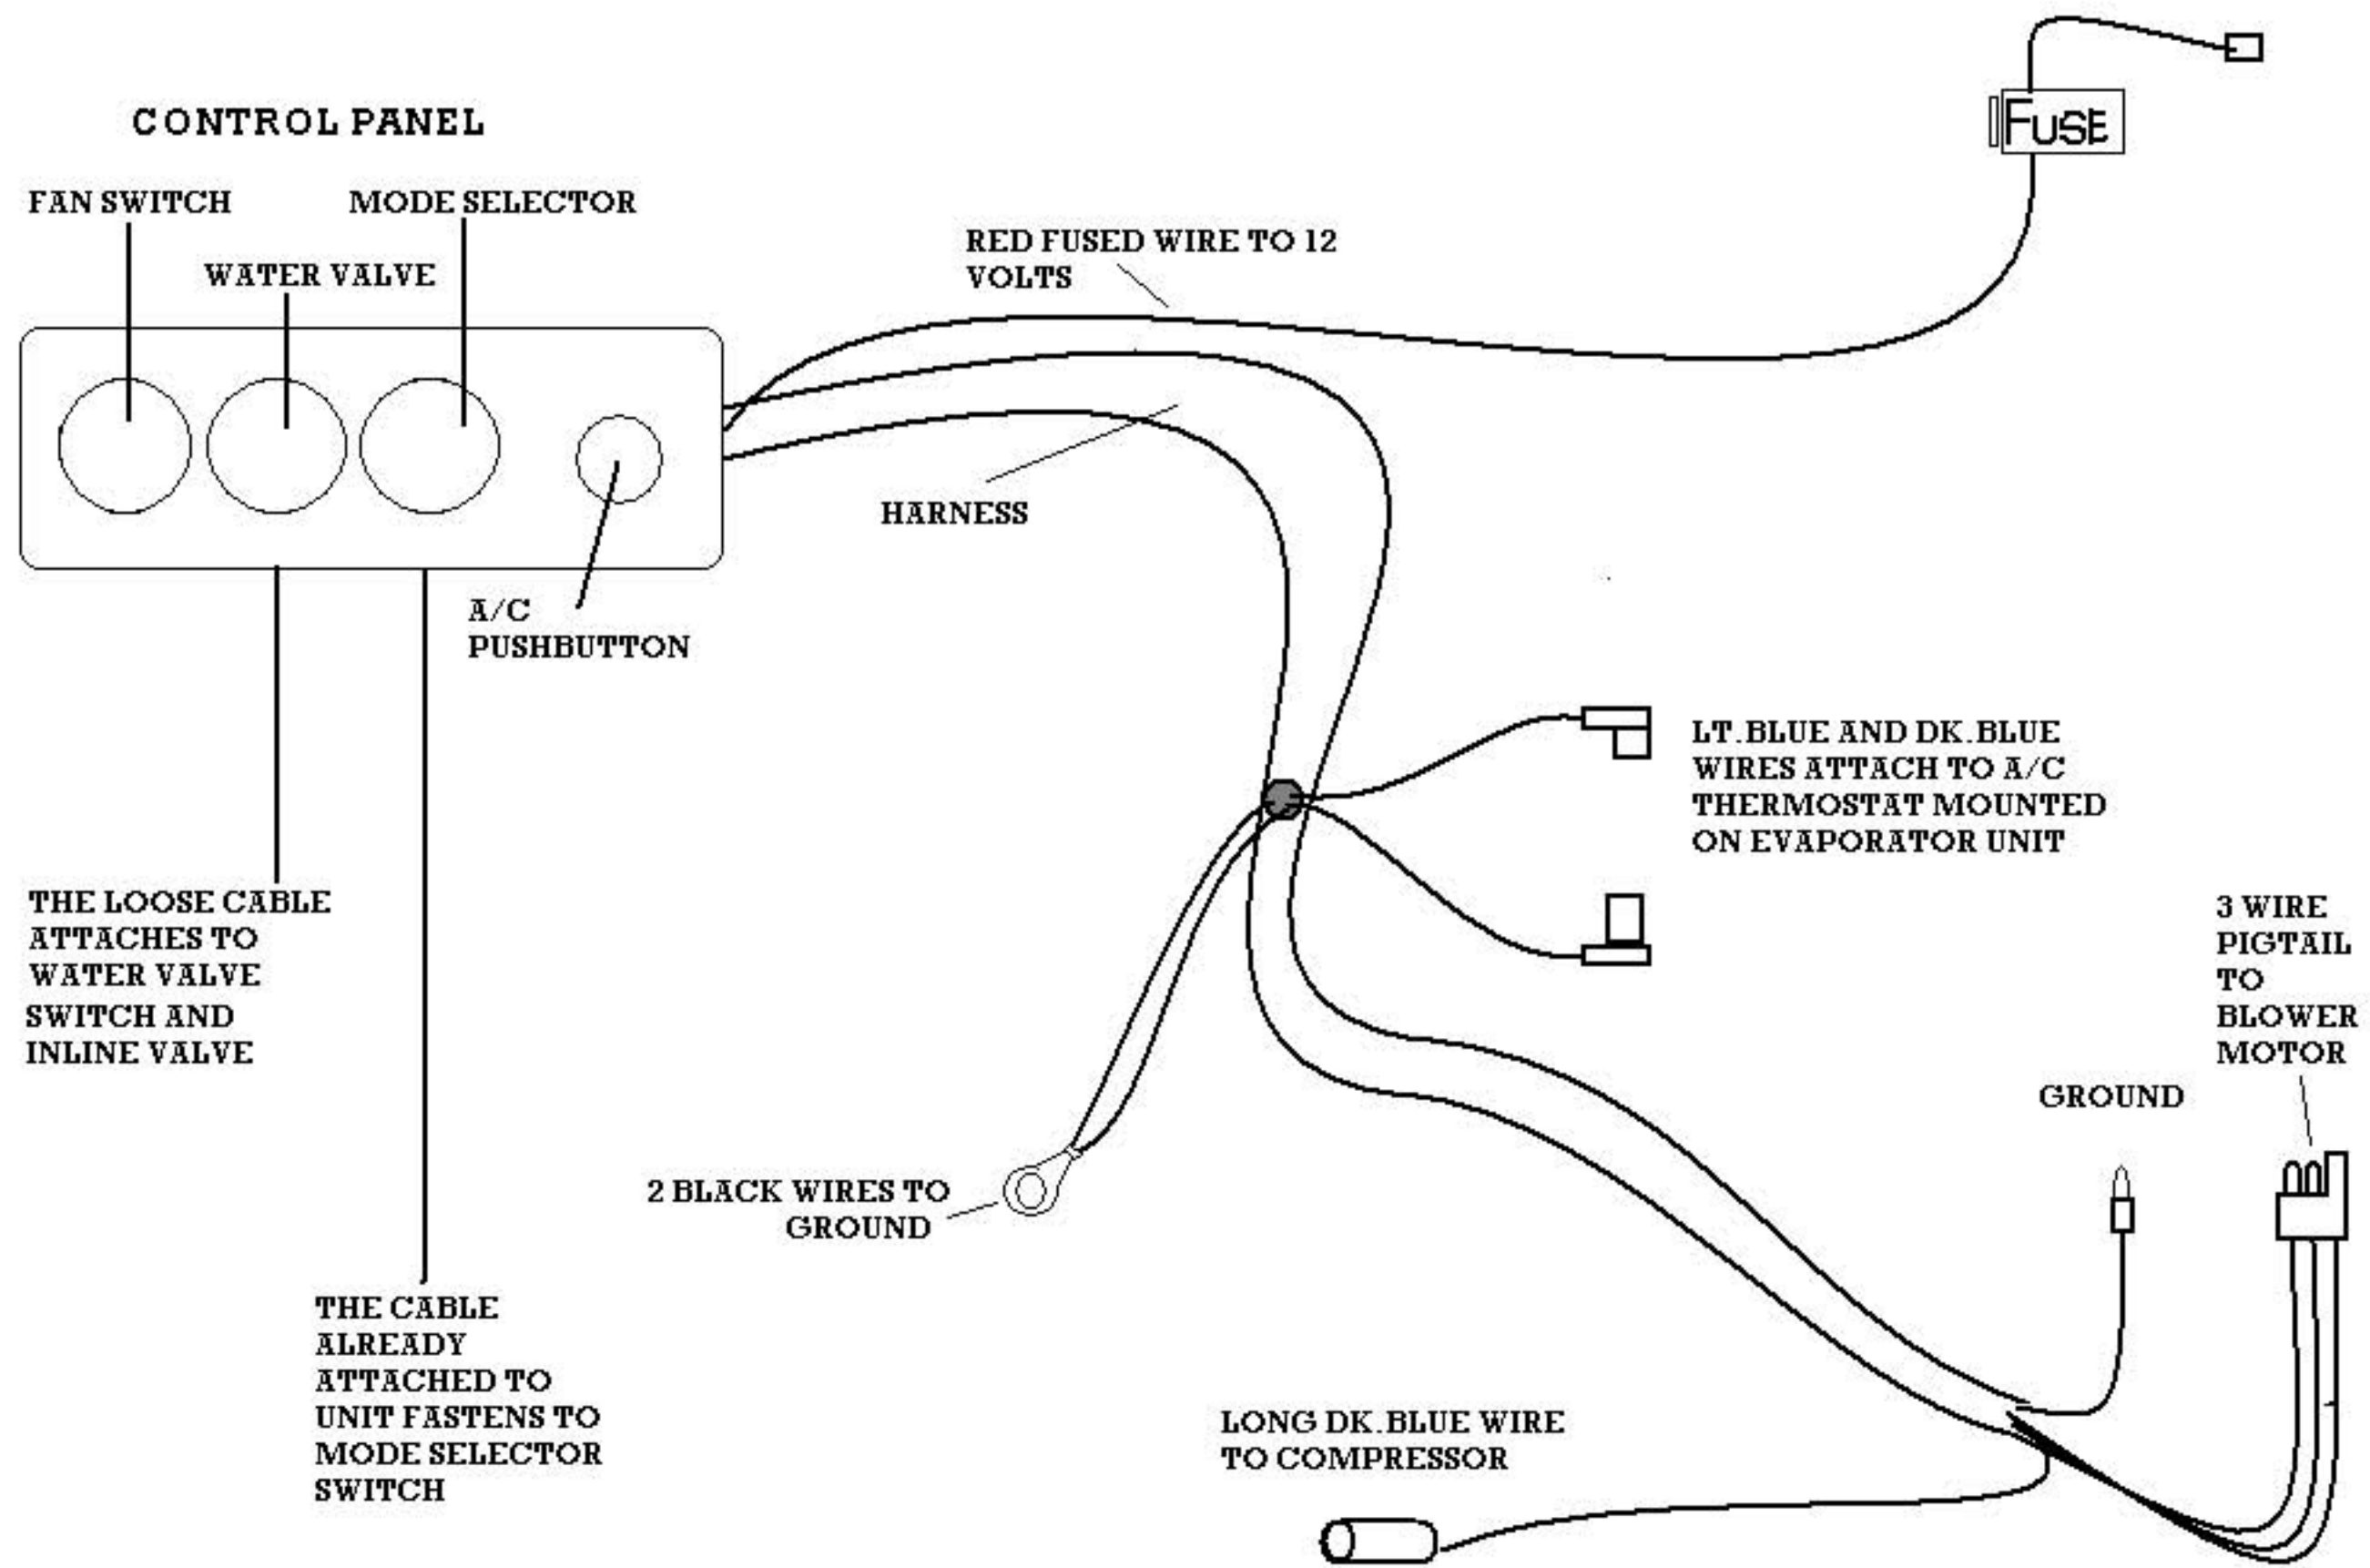 CONTROL PANEL
FAN SWITCH
MODE SELECTOR
WATER VALVE
RED FUSED WIRE TO 12
VOLTS
FUSE
HARNESS
A/C
PUSHBUTTON
LT.BLUE AND DK.BLUE
WIRES ATTACH TO A/C
THERMOSTAT MOUNTED
ON EVAPORATOR UNIT
THE LOOSE CABLE
ATTACHES TO
WATER VALVE
SWITCH AND
INLINE VALVE
3 WIRE
PIGTAIL
TO
BLOWER
MOTOR
GROUND
2 BLACK WIRES TO
GROUND
THE CABLE
ALREADY
ATTACHED TO
UNIT FASTENS TO
MODE SELECTOR
SWITCH
LONG DK.BLUE WIRE
TO COMPRESSOR